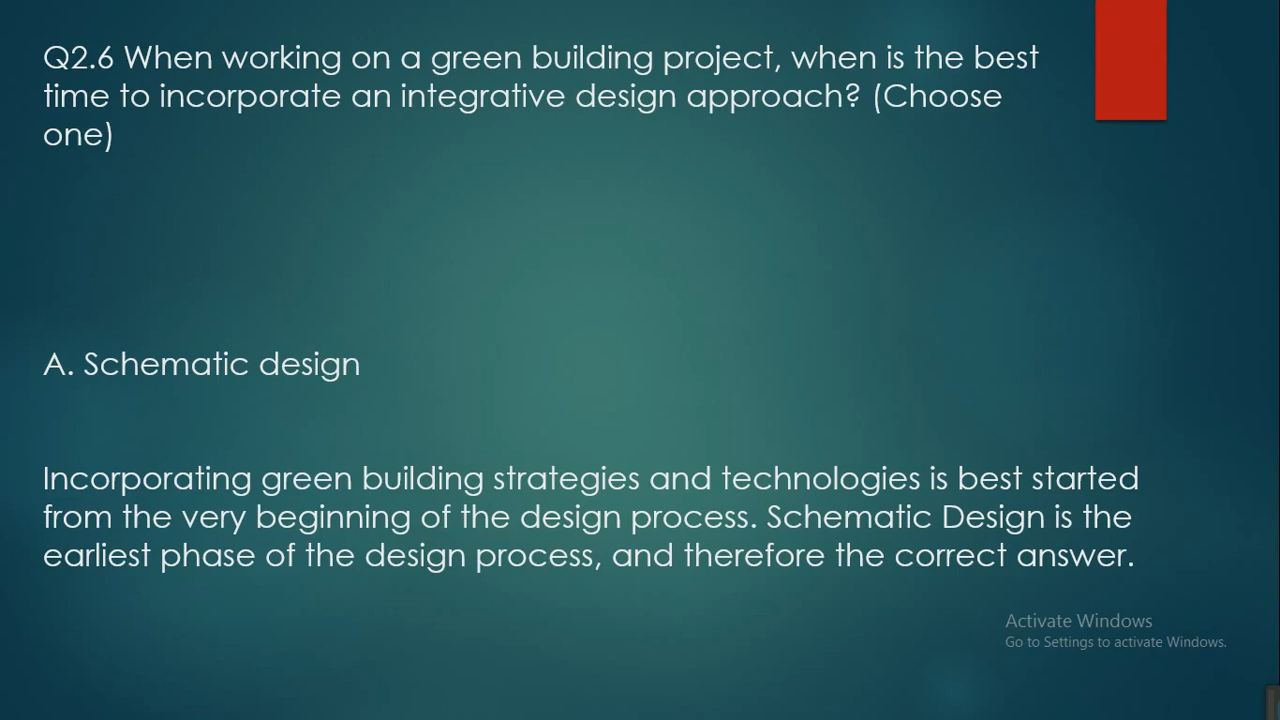 Q2.6 When working on a green building project, when is the best
time to incorporate an integrative design approach? (Choose
one)
A. Schematic design
Incorporating green building strategies and technologies is best started
from the very beginning of the design process. Schematic Design is the
earliest phase of the design process, and therefore the correct answer.
Activate Windows
Go to Settings to activate Windows.